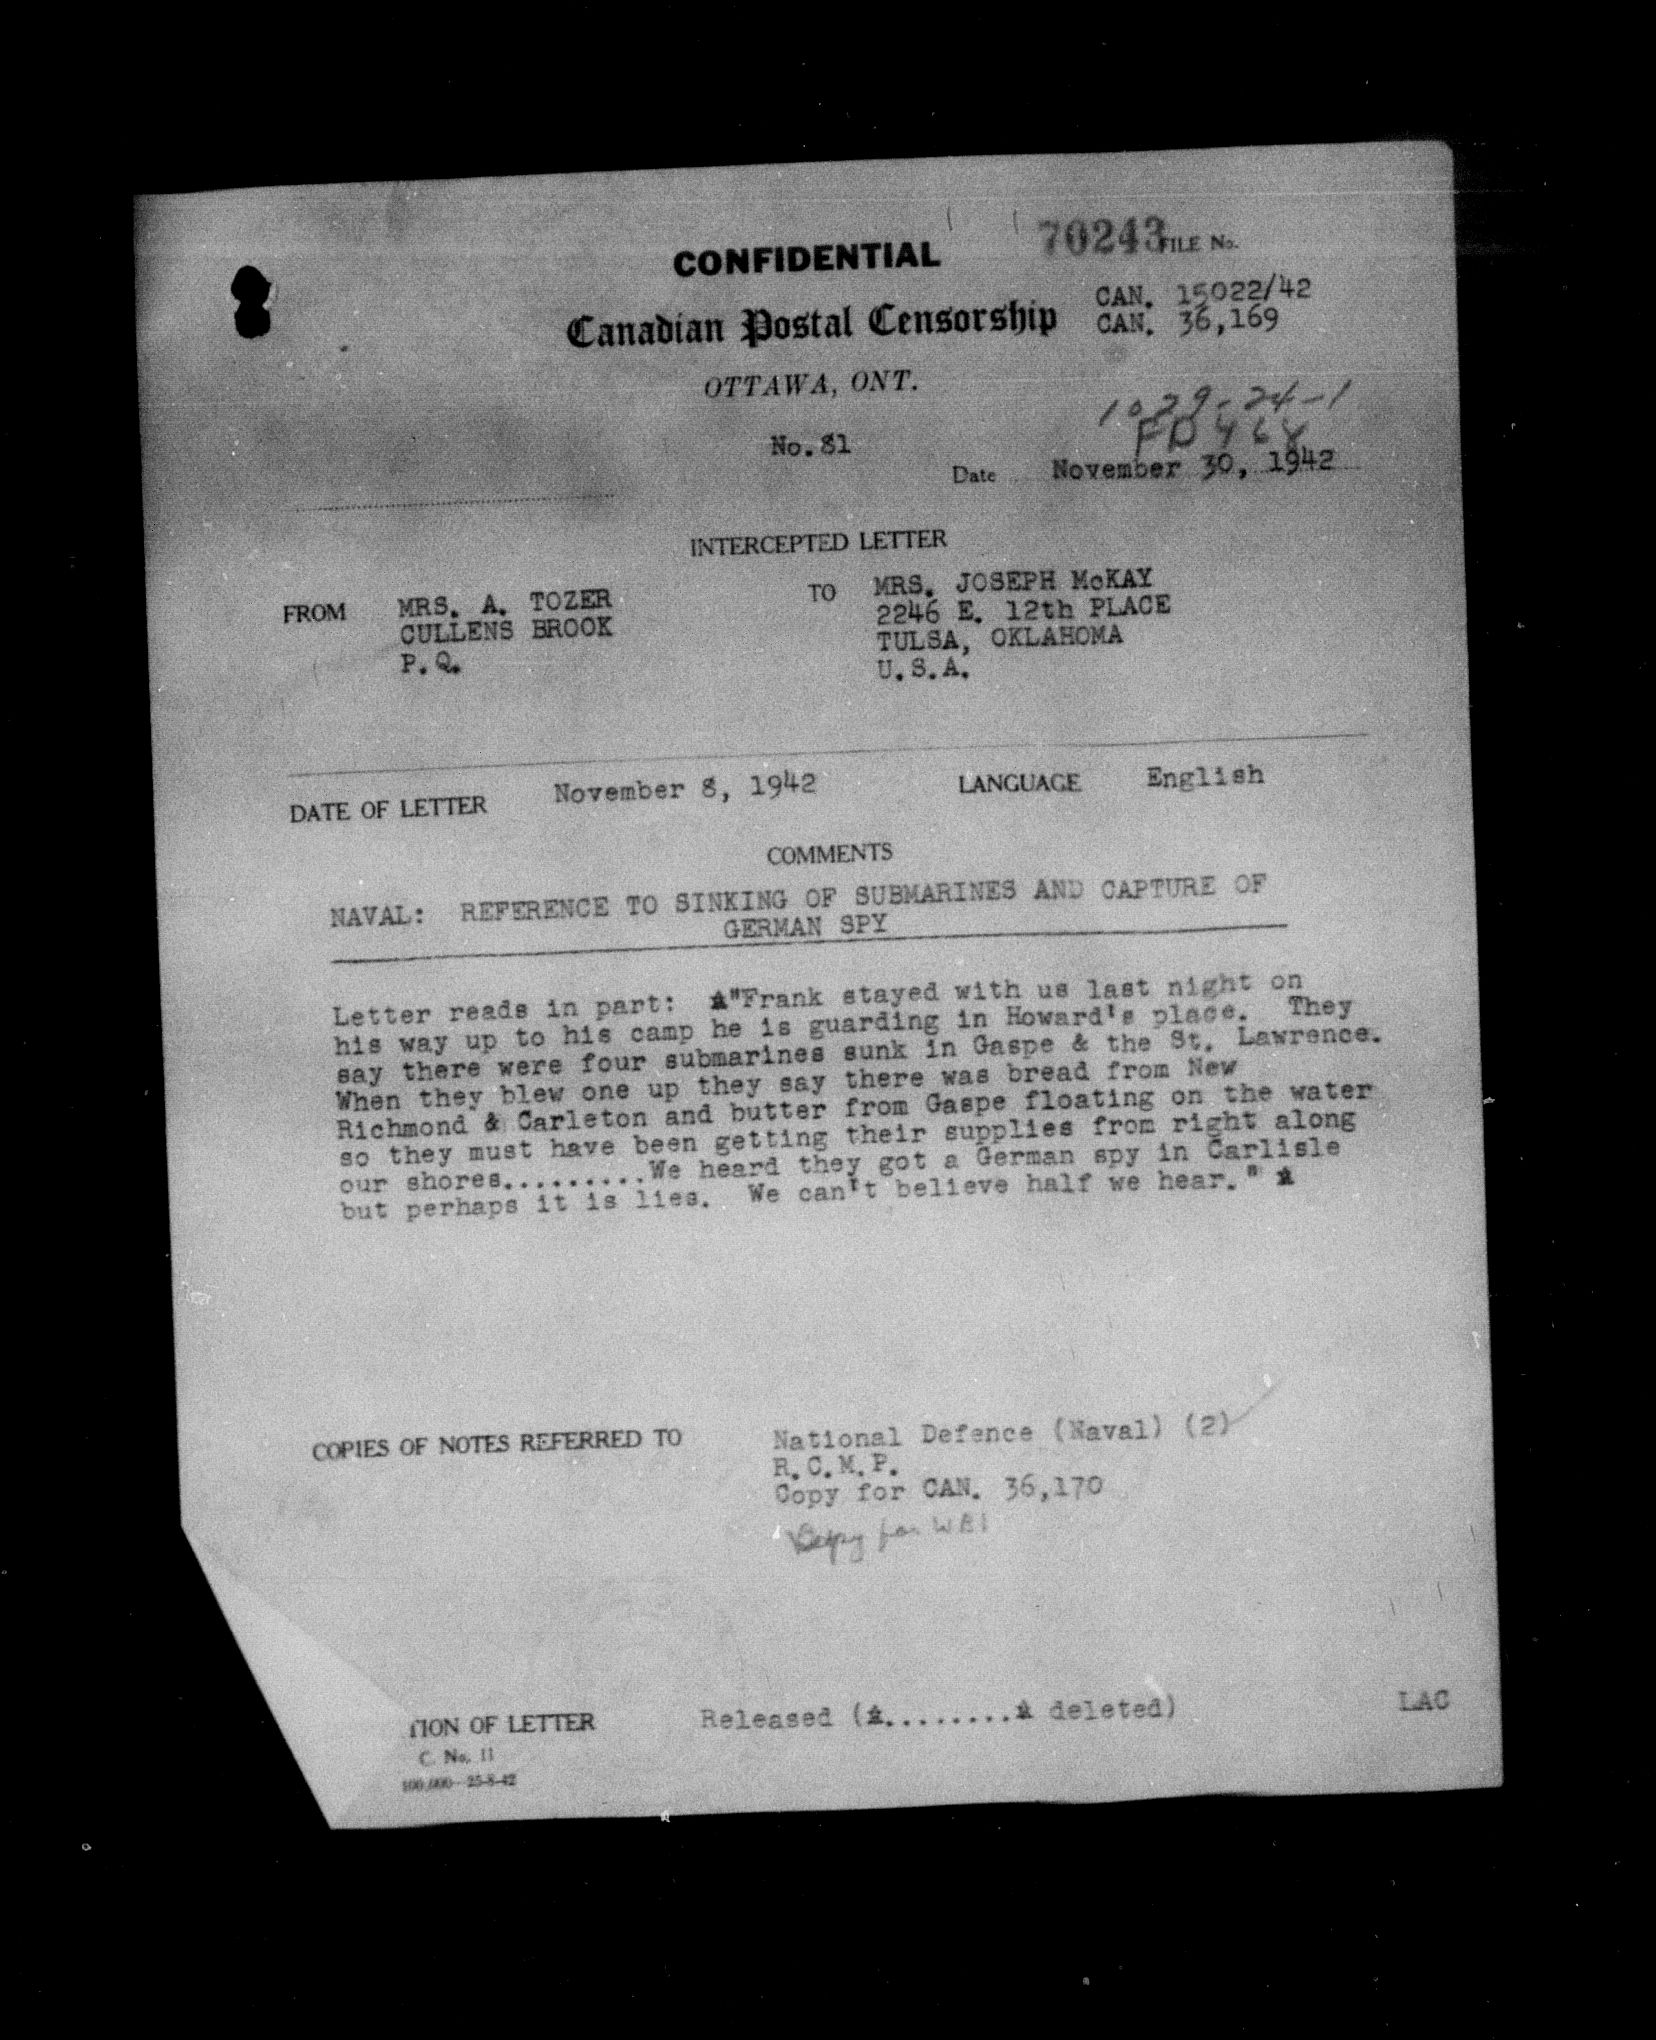 70243 FILE No.
CONFIDENTIAL
CAN. 15022/42
Canadian Postal Censorship
CAN. 36,169
OTTAWA, ONT.
1029-24-1
FD 468
No. 81
Date November 30, 1942
INTERCEPTED LETTER
FROM MRS. A. TOZER
CULLENS BROOK
P.Q.
TO MRS. JOSEPH McKAY
2246 E. 12th PLACE
TULSA, OKLAHOMA
U.S.A.
DATE OF LETTER November 8, 1942 LANGUAGE English
COMMENTS
NAVAL: REFERENCE TO SINKING OF SUBMARINES AND CAPTURE OF
GERMAN SPY
Letter reads in part: "Frank stayed with us last night on
his way up to his camp he is guarding in Howard's place. They
say there were four submarines sunk in Gaspe & the St. Lawrence.
When they blew one up they say there was bread from New
Richmond & Carleton and butter from Gaspe floating on the water
so they must have been getting their supplies from right along
our shores..........We heard they got a German spy in Carlisle
but perhaps it is lies. We can't believe half we hear."
COPIES OF NOTES REFERRED TO National Defence (Naval) (2)
R.C.M.P.
Copy for CAN. 36,170
Copy for
TION OF LETTER Released (.........deleted) LAC
C. No. 11
100,000-25-8-42